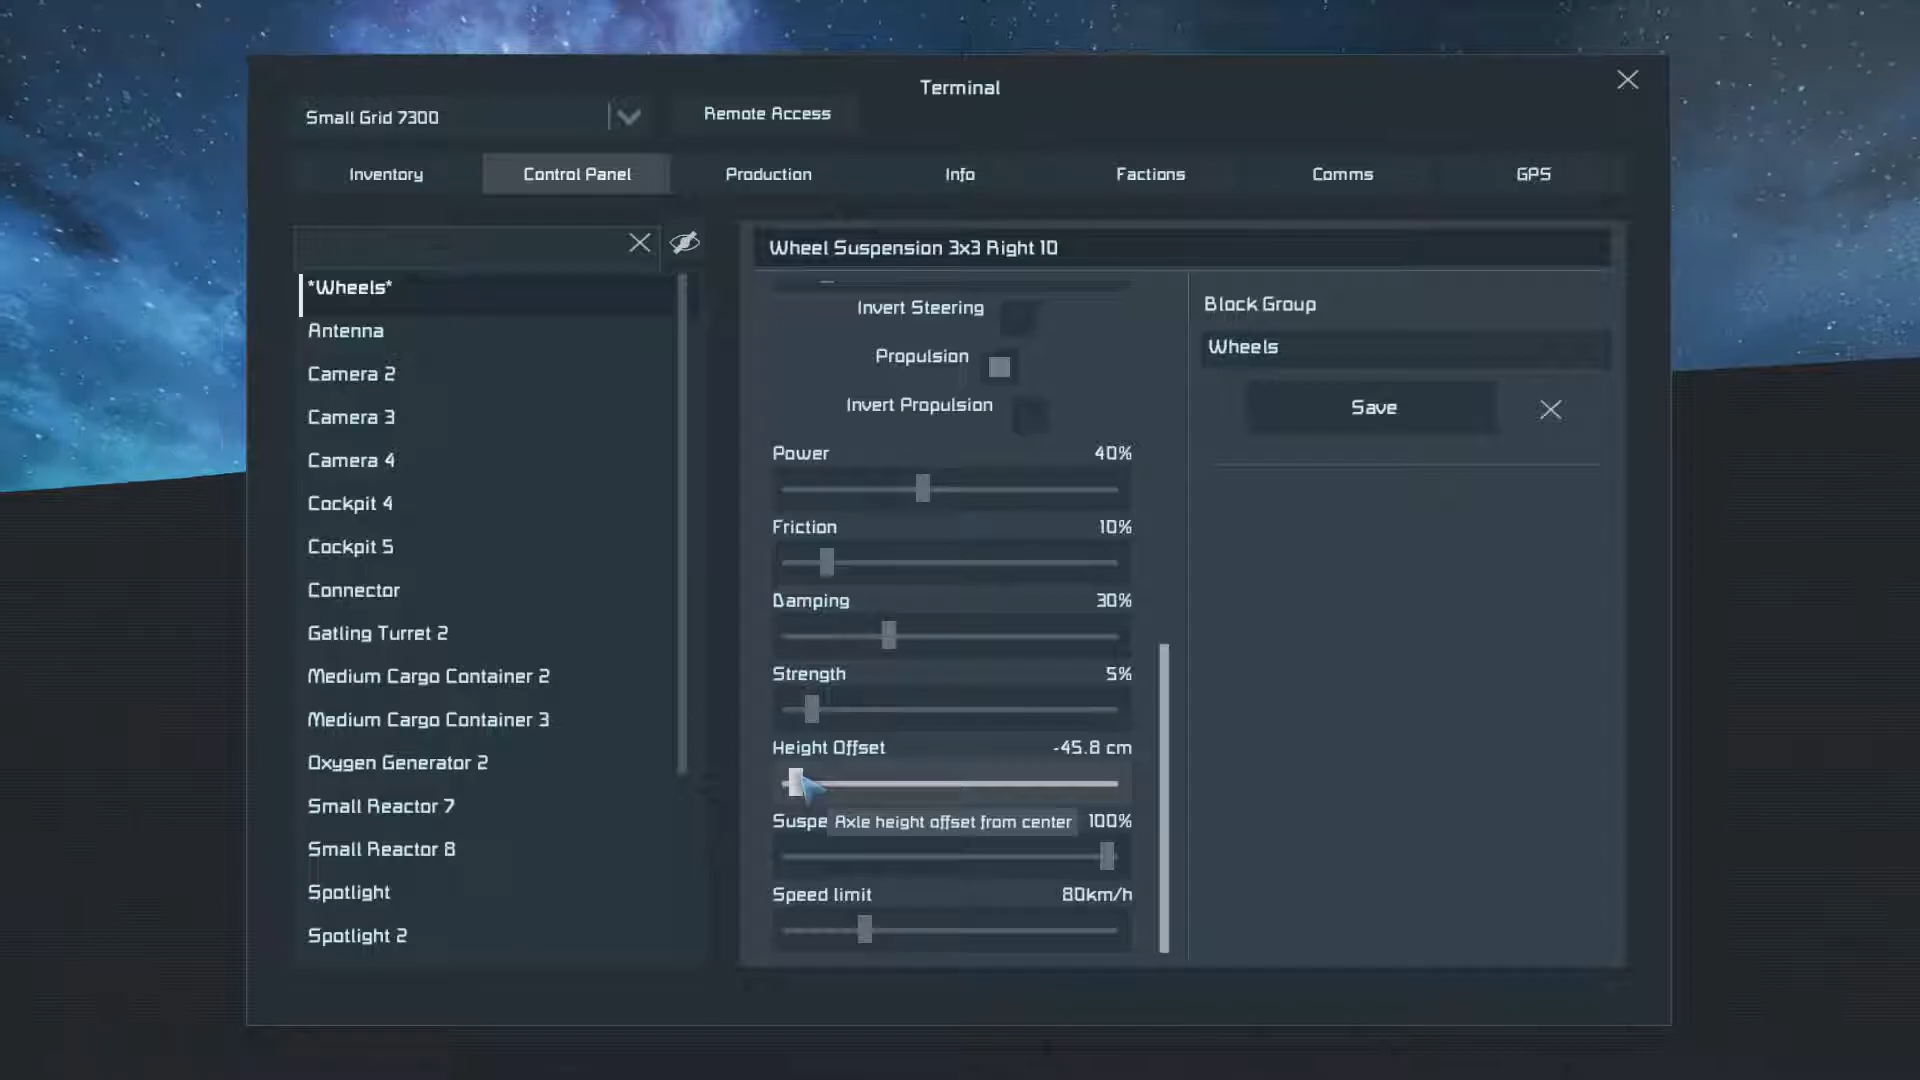 Terminal
Small Grid 7300
Remote Access
Inventory
Control Panel
Production
Info
Factions
Comms
GPS
*Wheels*
Antenna
Camera 2
Camera 3
Camera 4
Cockpit 4
Cockpit 5
Connector
Gatling Turret 2
Medium Cargo Container 2
Medium Cargo Container 3
Oxygen Generator 2
Small Reactor 7
Small Reactor 8
Spotlight
Spotlight 2
Wheel Suspension 3x3 Right 10
Invert Steering
Propulsion
Invert Propulsion
Power 40%
Friction 10%
Damping 30%
Strength 5%
Height Offset -45.8 cm
Axle height offset from center
100%
Speed limit 80km/h
Block Group
Wheels
Save